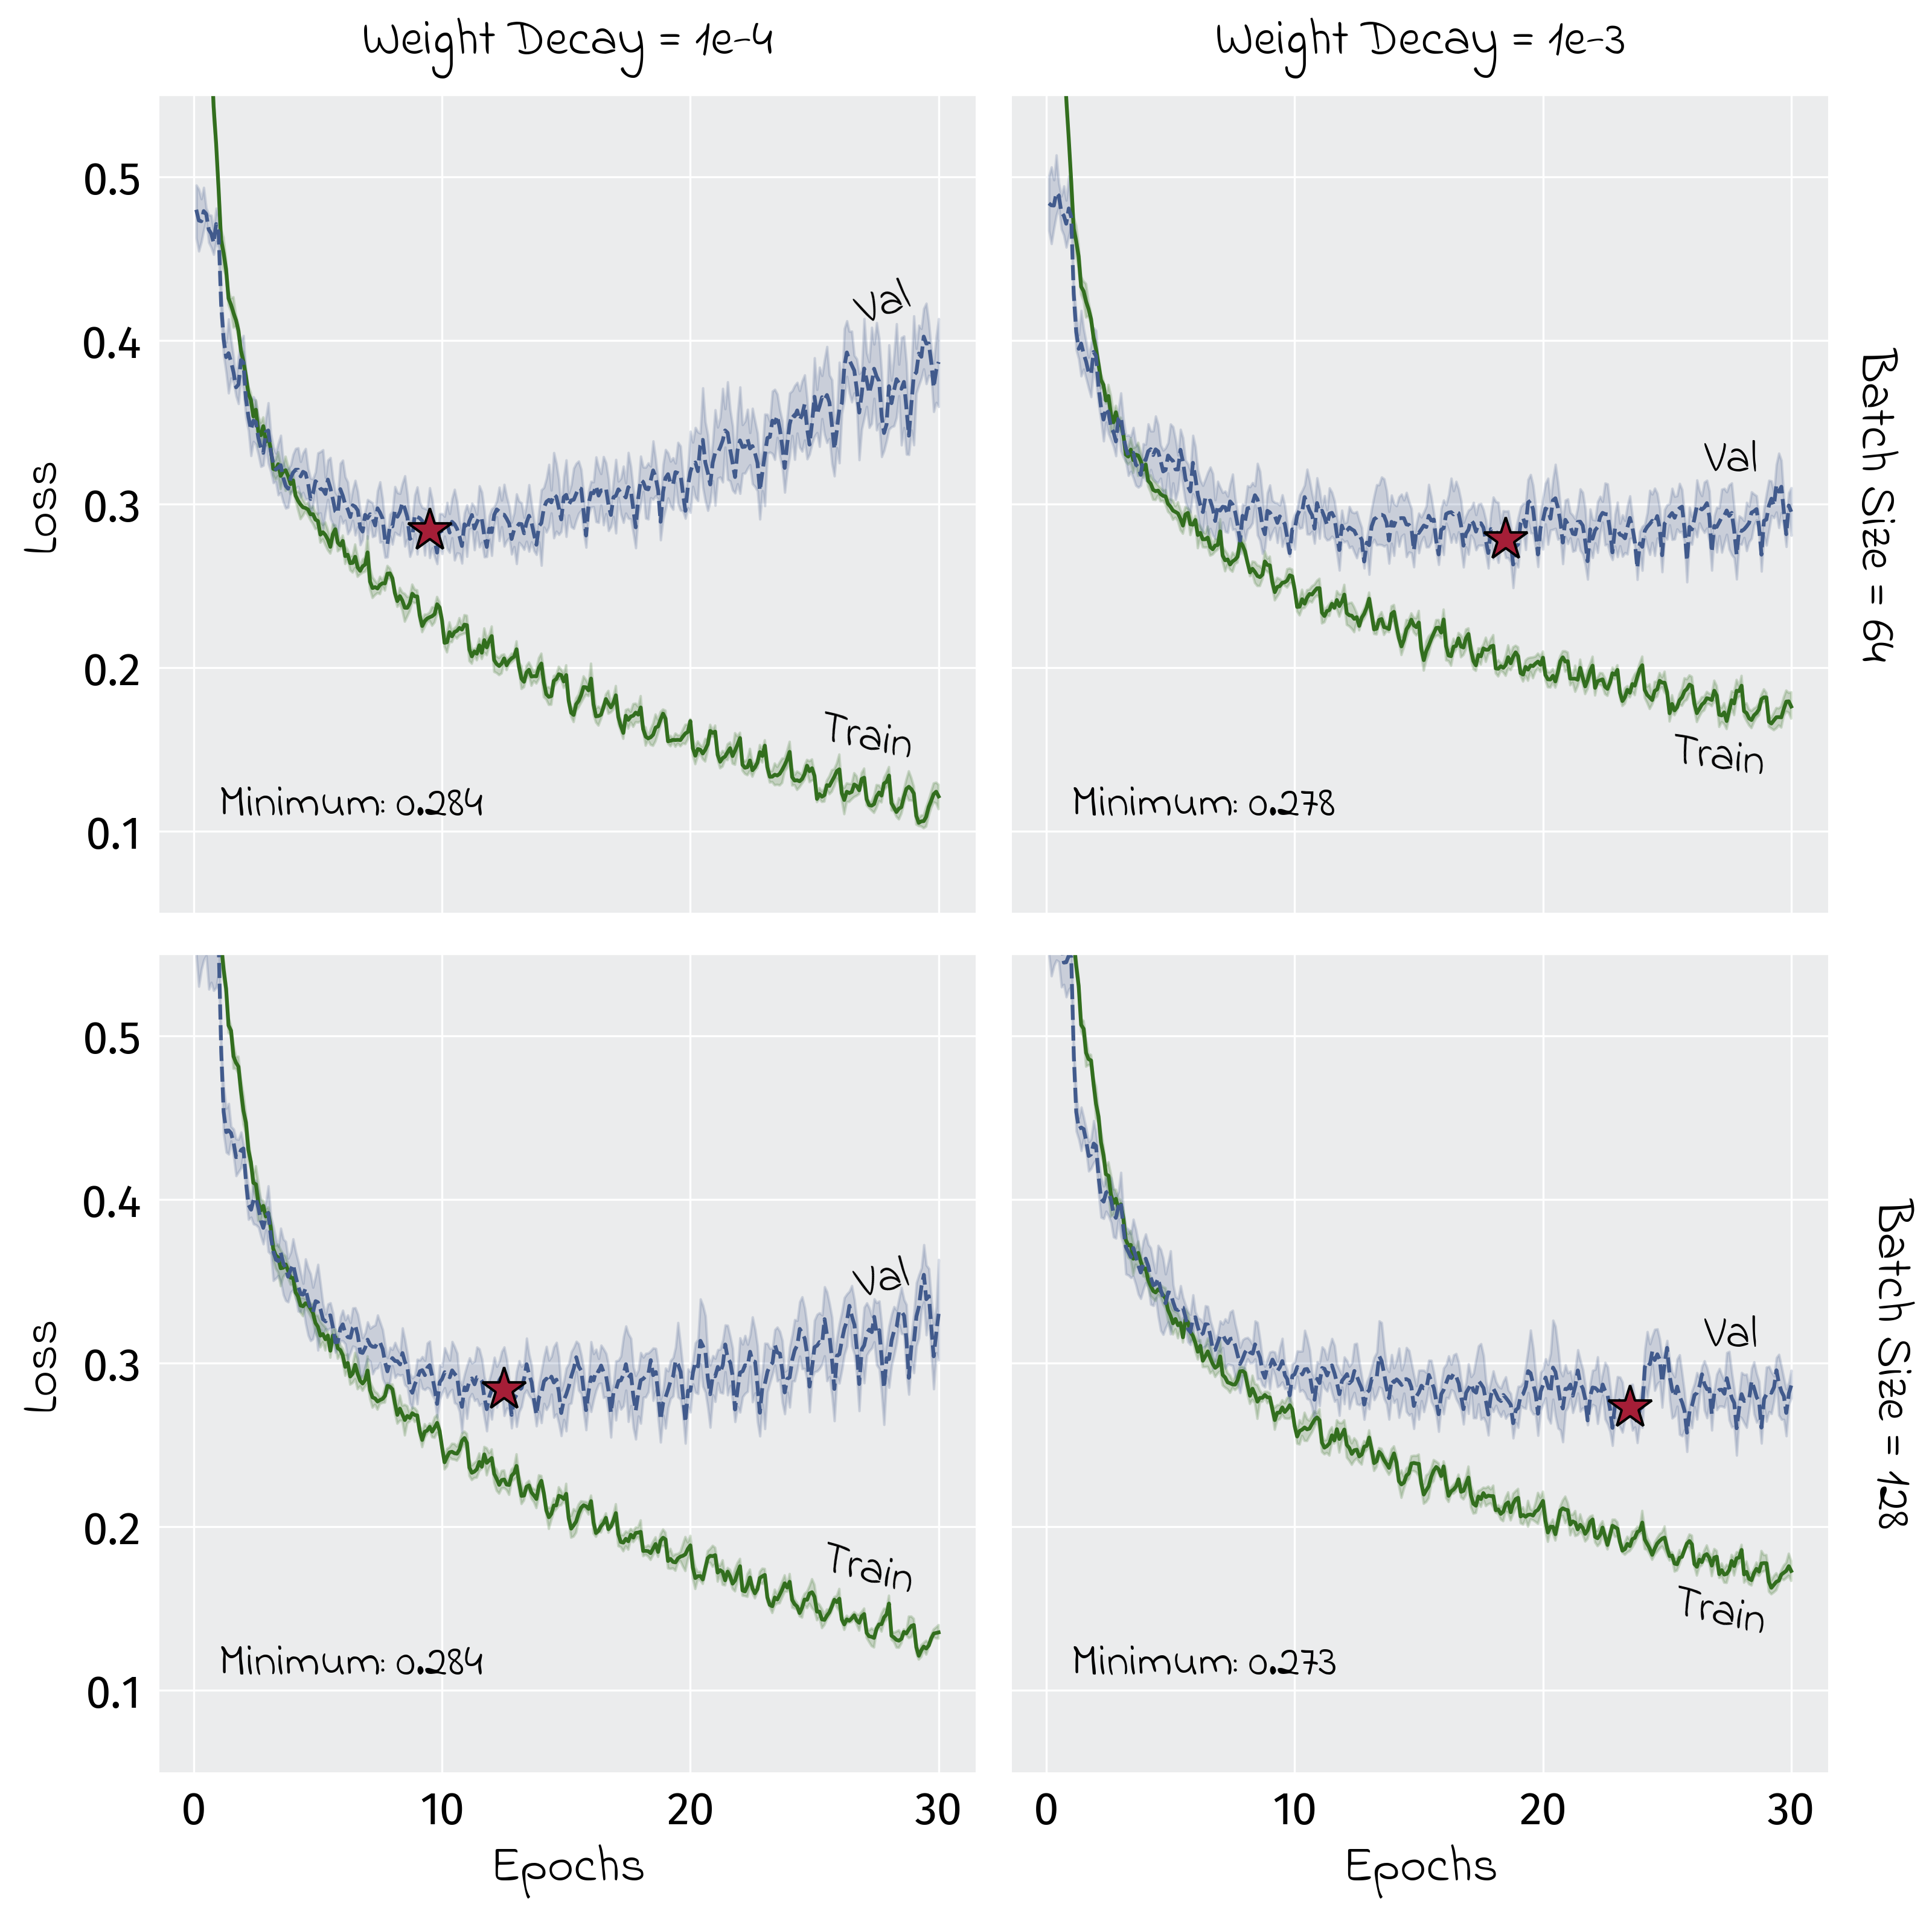 Weight Decay = 1e-4
Weight Decay = 1e-3
0.5
0.4
0.3
0.2
0.1
Loss
Val
Train
Minimum: 0.284
Val
Train
Minimum: 0.278
Batch Size = 64
0.5
0.4
0.3
0.2
0.1
Loss
Val
Train
Minimum: 0.284
0
10
20
30
Epochs
Val
Train
Minimum: 0.273
0
10
20
30
Epochs
Batch Size = 128